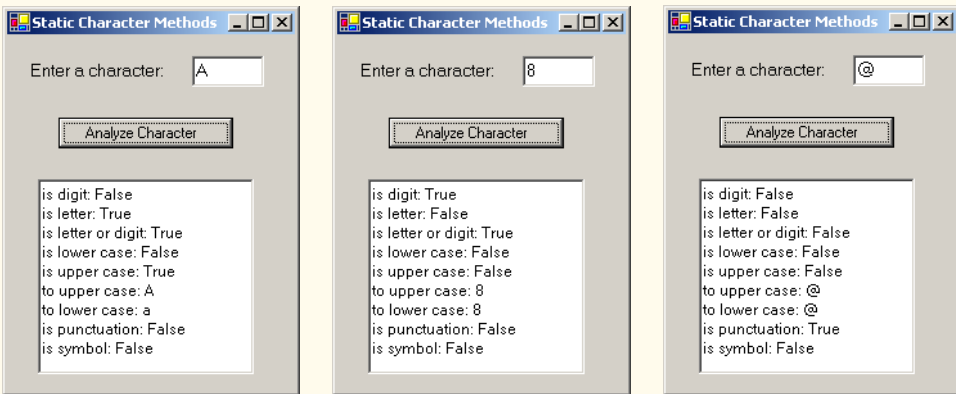 Static Character Methods
Enter a character: A
Analyze Character
is digit: False
is letter: True
is letter or digit: True
is lower case: False
is upper case: True
to upper case: A
to lower case: a
is punctuation: False
is symbol: False
Static Character Methods
Enter a character: 8
Analyze Character
is digit: True
is letter: False
is letter or digit: True
is lower case: False
is upper case: False
to upper case: 8
to lower case: 8
is punctuation: False
is symbol: False
Static Character Methods
Enter a character: @
Analyze Character
is digit: False
is letter: False
is letter or digit: False
is lower case: False
is upper case: False
to upper case: @
to lower case: @
is punctuation: True
is symbol: False